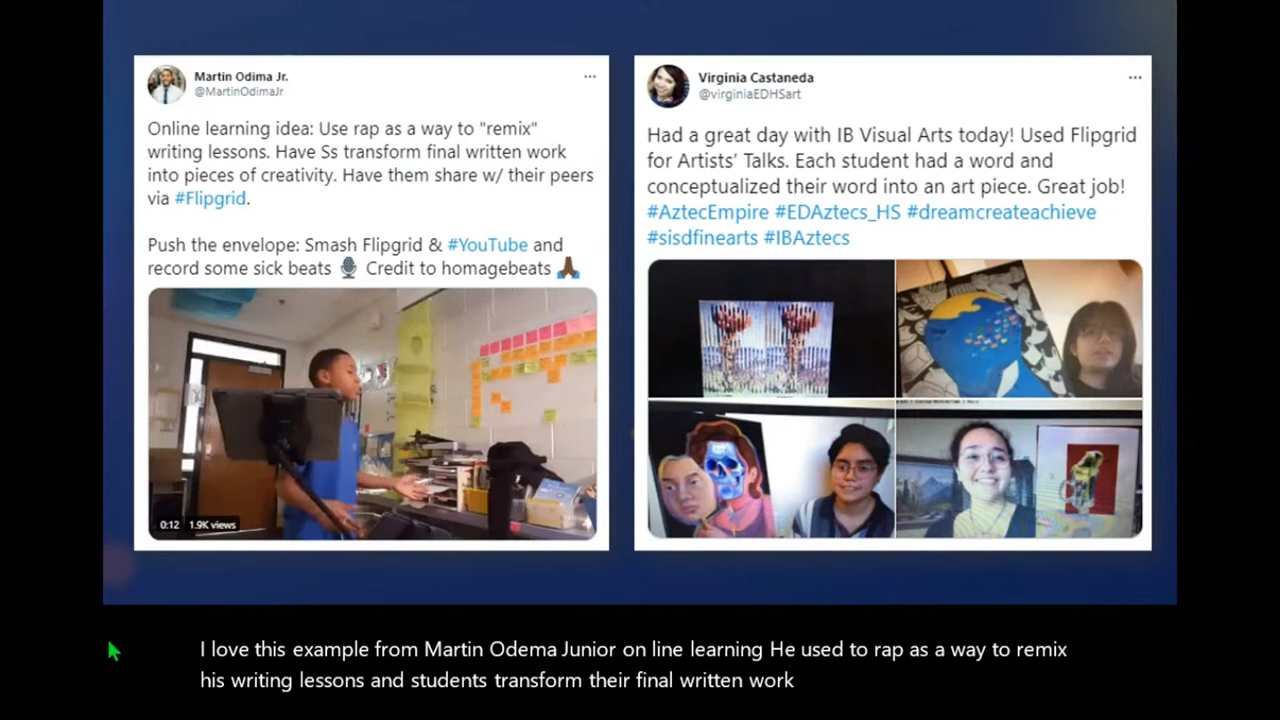 Martin Odima Jr.
@MartinOdimaJr
Online learning idea: Use rap as a way to "remix"
writing lessons. Have Ss transform final written work
into pieces of creativity. Have them share w/ their peers
via #Flipgrid.
Push the envelope: Smash Flipgrid & #YouTube and
record some sick beats 🎙 Credit to homagebeats 🙏🏾
0:12 1.9K views
Virginia Castaneda
@virginiaEDHSart
Had a great day with IB Visual Arts today! Used Flipgrid
for Artists’ Talks. Each student had a word and
conceptualized their word into an art piece. Great job!
#AztecEmpire #EDAztecs_HS #dreamcreateachieve
#sisdfinearts #IBAztecs
I love this example from Martin Odema Junior on line learning He used to rap as a way to remix
his writing lessons and students transform their final written work